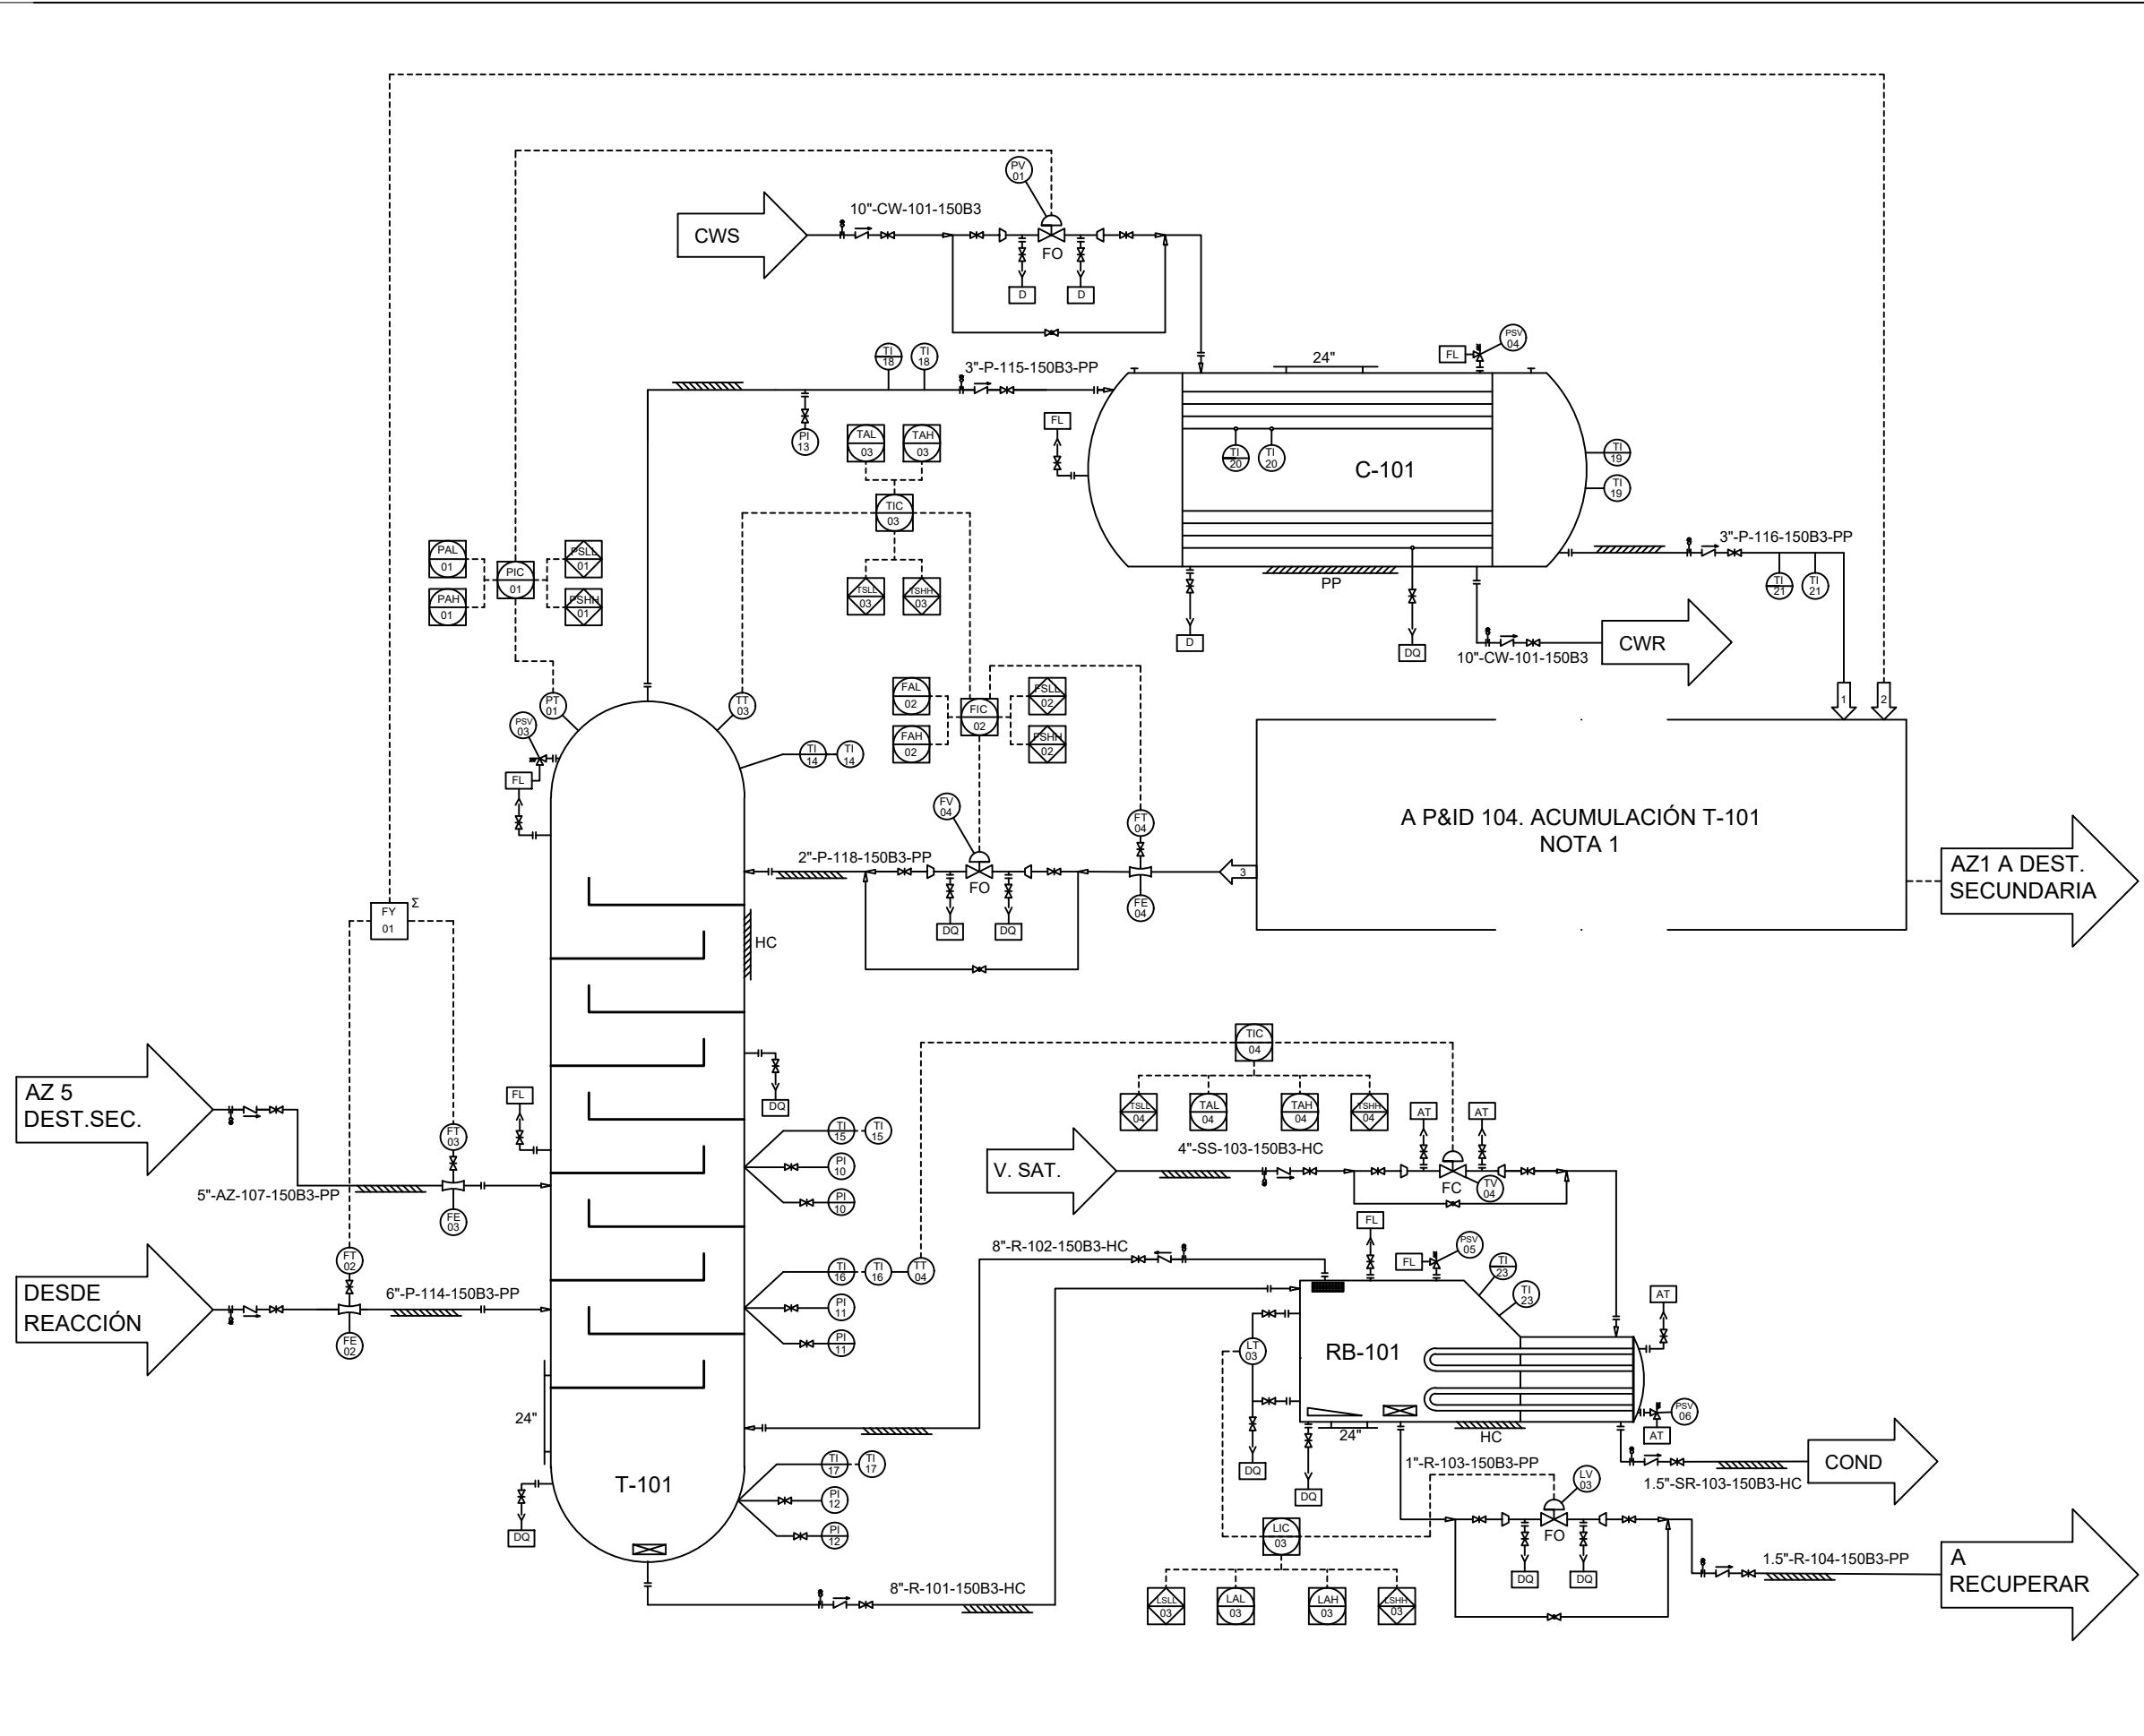 PV
01
10"-CW-101-150B3
CWS
FO
D
D
TI
18
TI
18
3"-P-115-150B3-PP
24"
FL
PSV
04
PI
13
FL
TAL
03
TAH
03
TI
20
TI
20
C-101
TI
19
TI
19
TIC
03
3"-P-116-150B3-PP
PAL
01
PSLL
01
PIC
01
PAH
01
PSHH
01
TSLL
03
TSHH
03
PP
TI
21
TI
21
D
DQ
10"-CW-101-150B3
CWR
PT
01
TT
03
FAL
02
FSLL
02
FIC
02
FAH
02
FSHH
02
1
2
PSV
03
FL
TI
14
TI
14
FV
04
FT
04
A P&ID 104. ACUMULACIÓN T-101
NOTA 1
2"-P-118-150B3-PP
FO
3
AZ1 A DEST.
SECUNDARIA
FY
01
Σ
DQ
DQ
FE
04
HC
TIC
04
AZ 5
DEST.SEC.
FL
DQ
TSLL
04
TAL
04
TAH
04
TSHH
04
AT
AT
FT
03
TI
15
TI
15
PI
10
PI
10
4"-SS-103-150B3-HC
V. SAT.
FC
TV
04
5"-AZ-107-150B3-PP
FE
03
FL
8"-R-102-150B3-HC
PSV
05
FL
FT
02
TI
16
TI
16
TT
04
TI
23
TI
23
DESDE
REACCIÓN
6"-P-114-150B3-PP
PI
11
PI
11
AT
FE
02
LT
03
RB-101
24"
PSV
06
AT
24"
HC
T-101
TI
17
TI
17
PI
12
PI
12
DQ
DQ
DQ
1"-R-103-150B3-PP
LV
03
COND
1.5"-SR-103-150B3-HC
LIC
03
FO
DQ
DQ
1.5"-R-104-150B3-PP
A
RECUPERAR
8"-R-101-150B3-HC
LSLL
03
LAL
03
LAH
03
LSHH
03